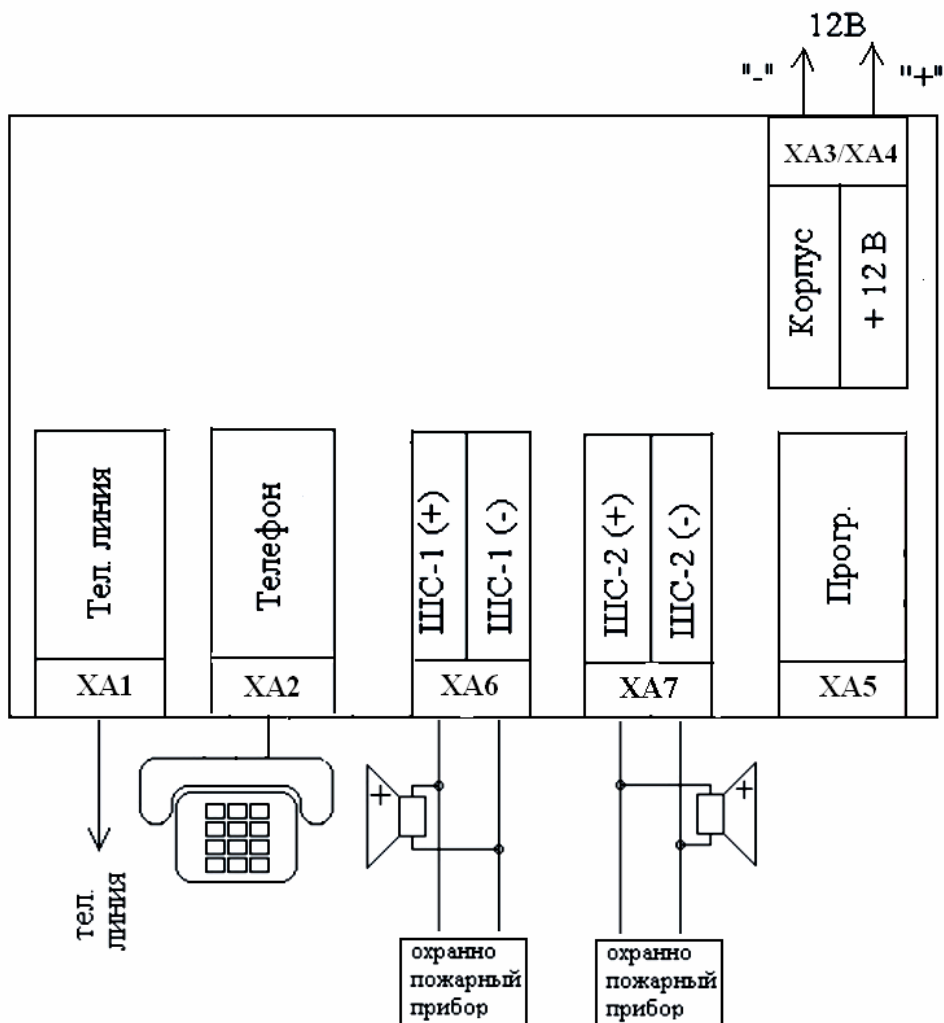 12В
"-" "+"
ХА3/ХА4
Корпус
+ 12 В
Тел. линия
Телефон
ШС-1 (+)
ШС-1 (-)
ШС-2 (+)
ШС-2 (-)
Прогр.
ХА1
ХА2
ХА6
ХА7
ХА5
+
+
тел.
линия
охранно
пожарный
прибор
охранно
пожарный
прибор